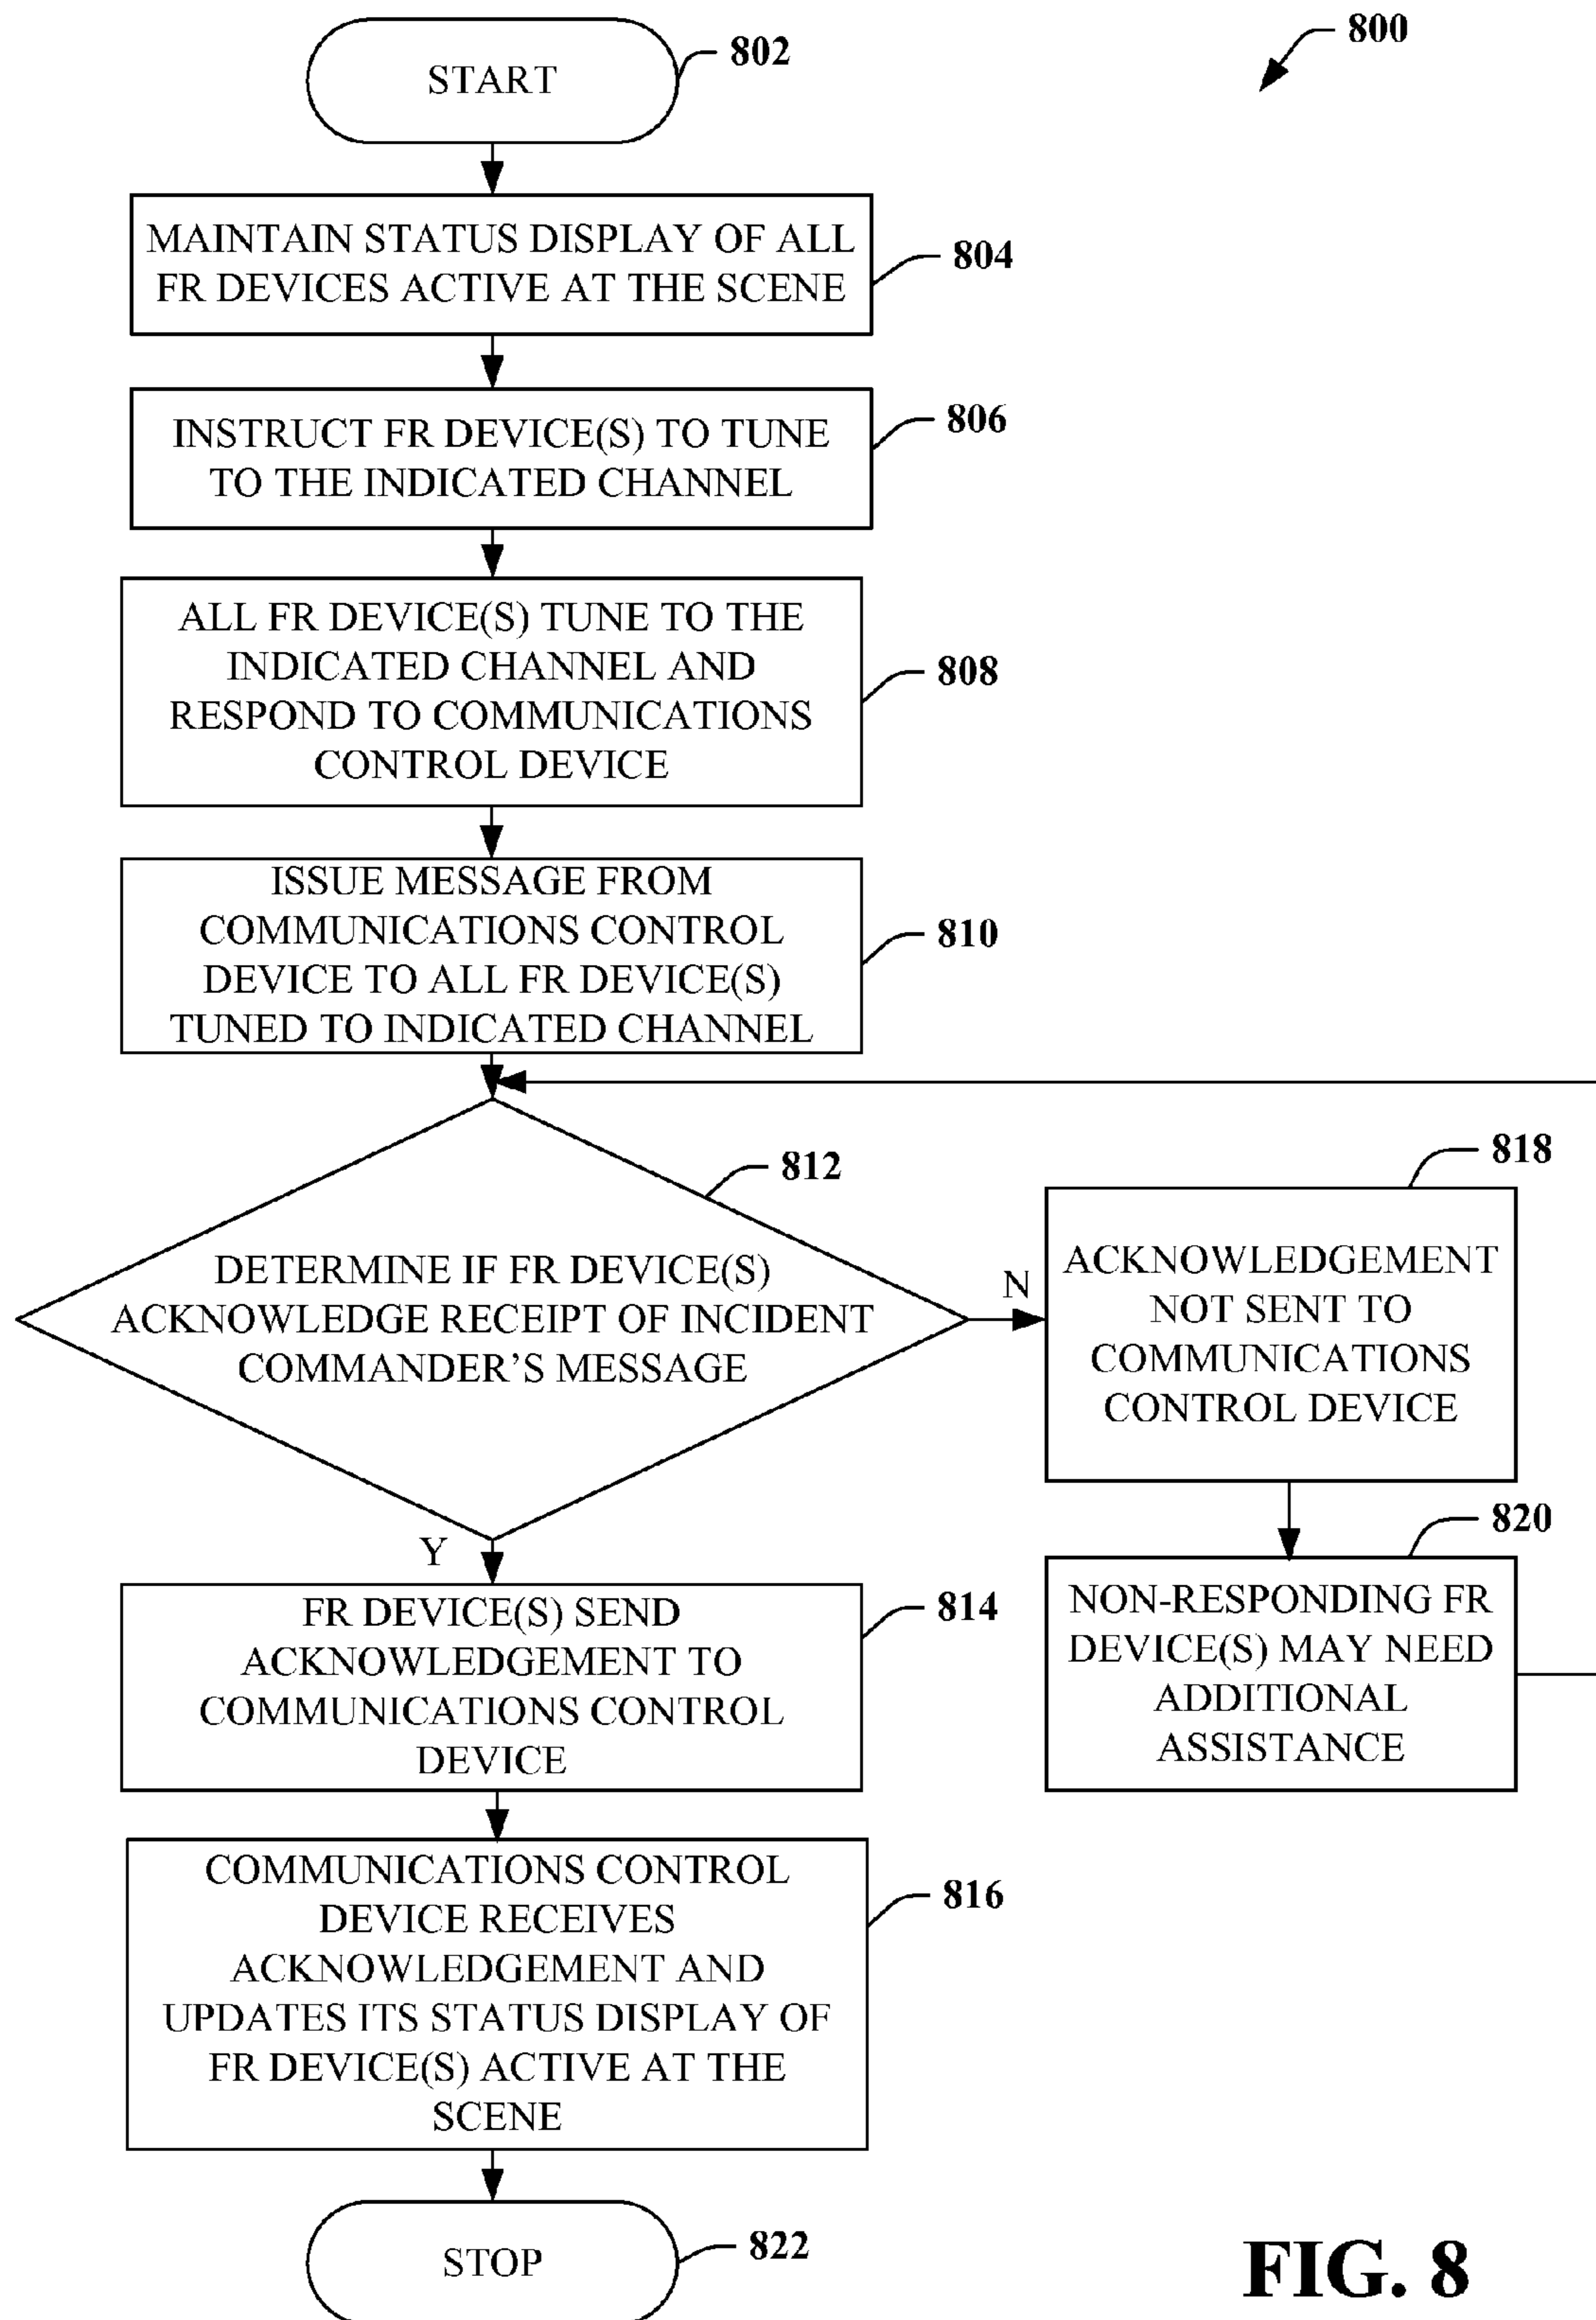 800
START
802
MAINTAIN STATUS DISPLAY OF ALL
FR DEVICES ACTIVE AT THE SCENE
804
INSTRUCT FR DEVICE(S) TO TUNE
TO THE INDICATED CHANNEL
806
ALL FR DEVICE(S) TUNE TO THE
INDICATED CHANNEL AND
RESPOND TO COMMUNICATIONS
CONTROL DEVICE
808
ISSUE MESSAGE FROM
COMMUNICATIONS CONTROL
DEVICE TO ALL FR DEVICE(S)
TUNED TO INDICATED CHANNEL
810
DETERMINE IF FR DEVICE(S)
ACKNOWLEDGE RECEIPT OF INCIDENT
COMMANDER'S MESSAGE
812
N
ACKNOWLEDGEMENT
NOT SENT TO
COMMUNICATIONS
CONTROL DEVICE
818
NON-RESPONDING FR
DEVICE(S) MAY NEED
ADDITIONAL
ASSISTANCE
820
Y
FR DEVICE(S) SEND
ACKNOWLEDGEMENT TO
COMMUNICATIONS CONTROL
DEVICE
814
COMMUNICATIONS CONTROL
DEVICE RECEIVES
ACKNOWLEDGEMENT AND
UPDATES ITS STATUS DISPLAY OF
FR DEVICE(S) ACTIVE AT THE
SCENE
816
STOP
822
FIG. 8